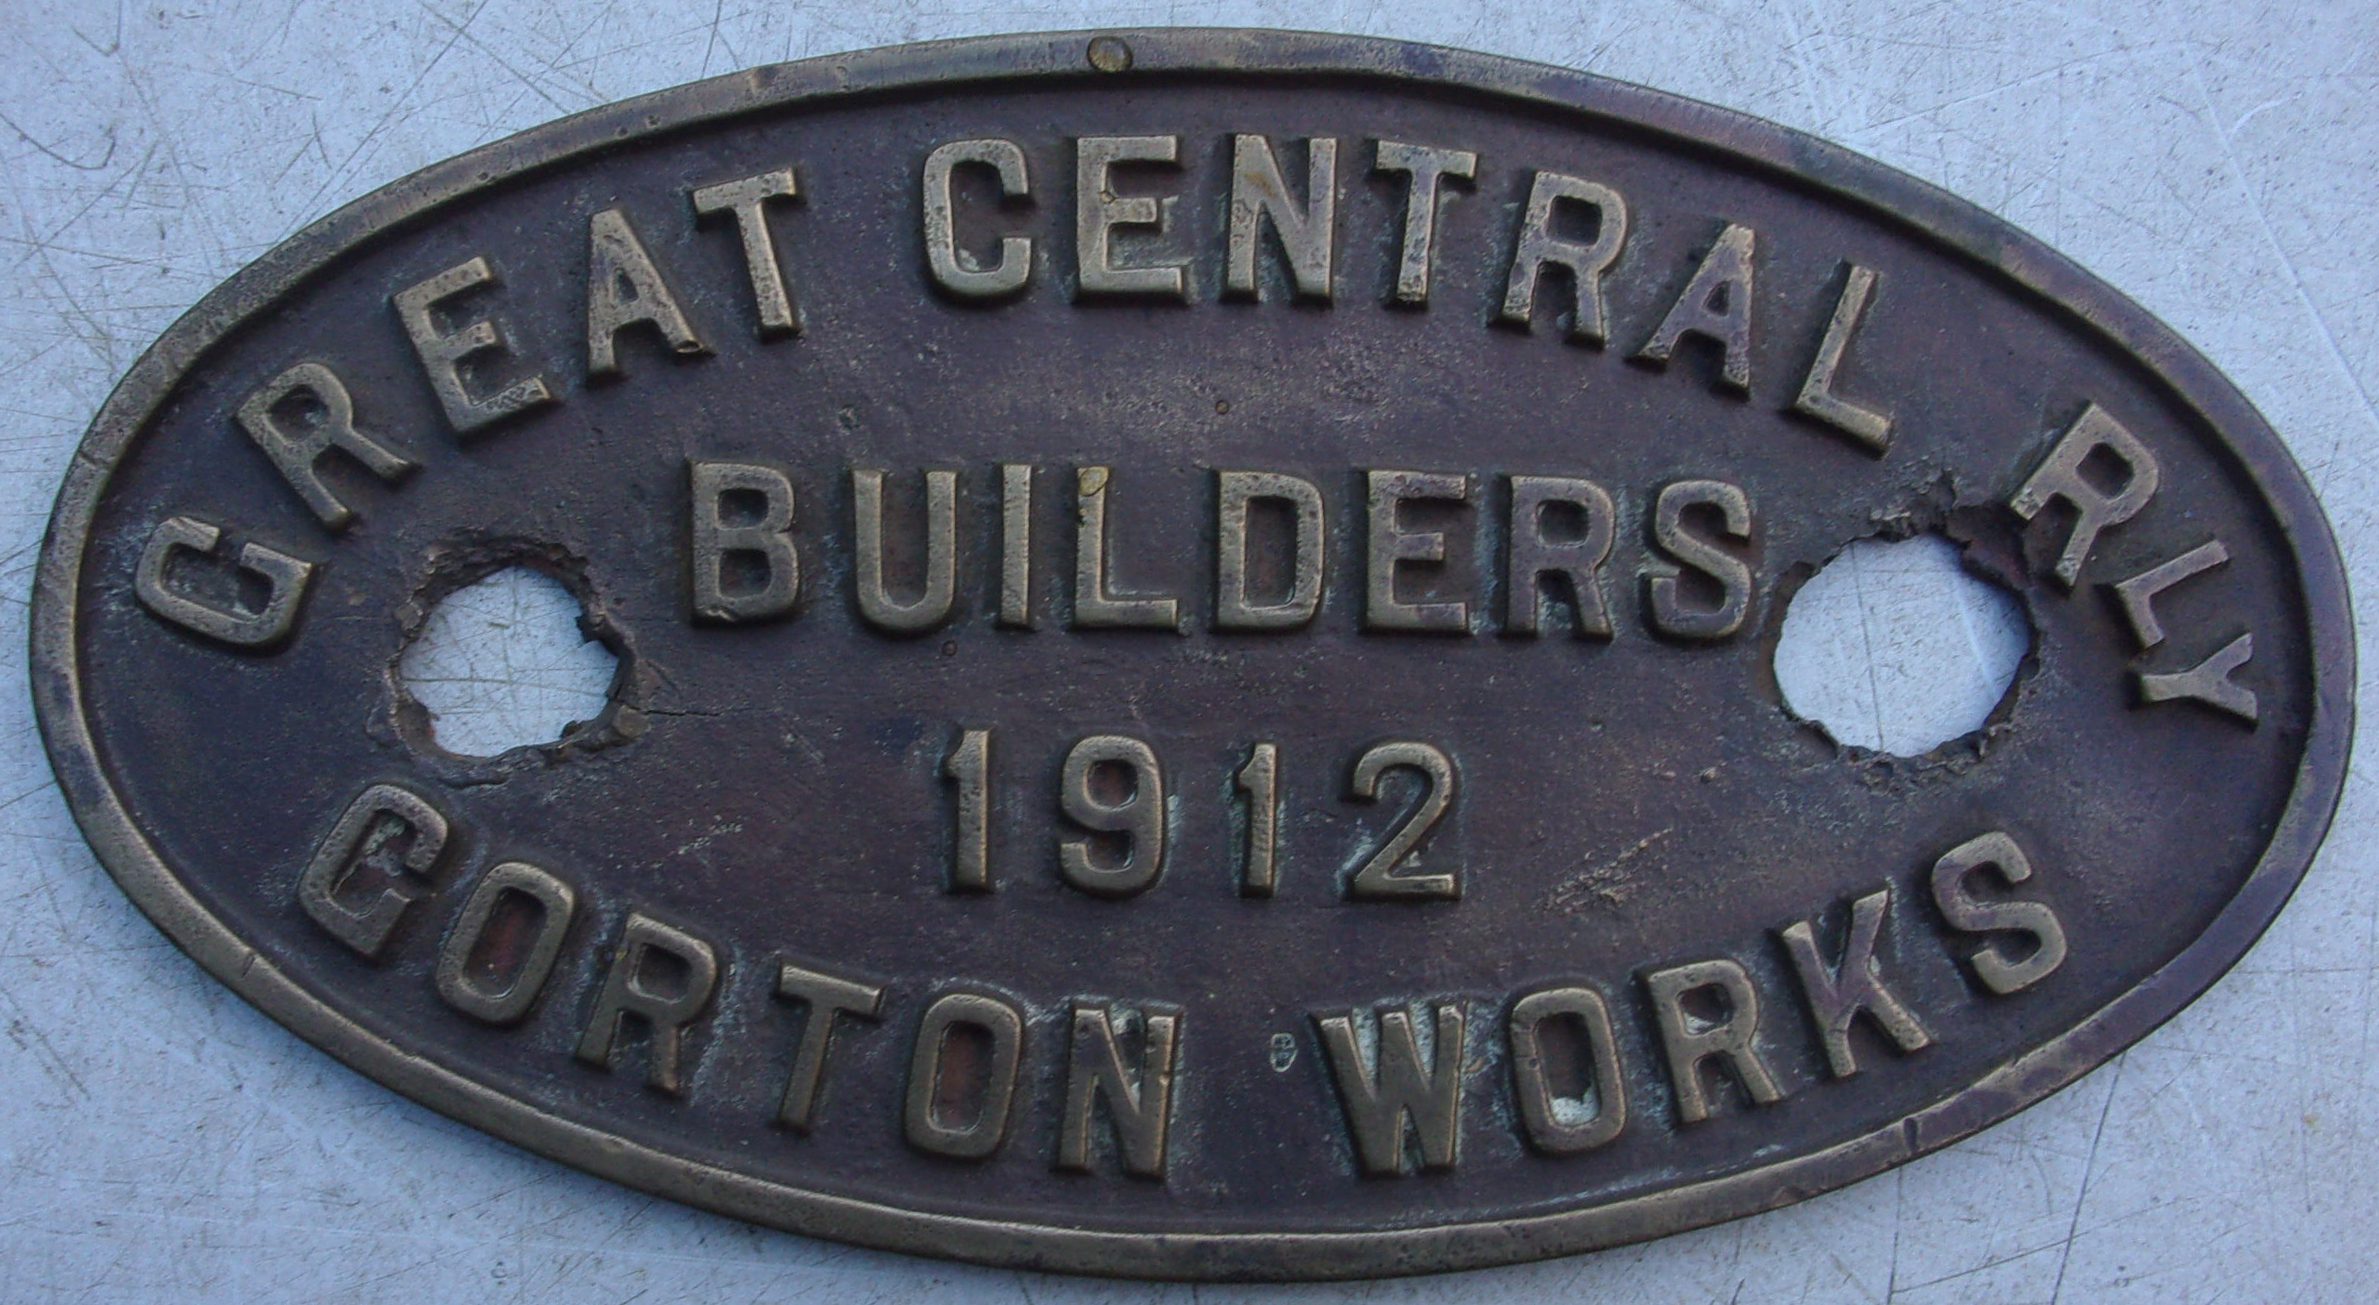 GREAT CENTRAL RLY
BUILDERS
1912
GORTON WORKS